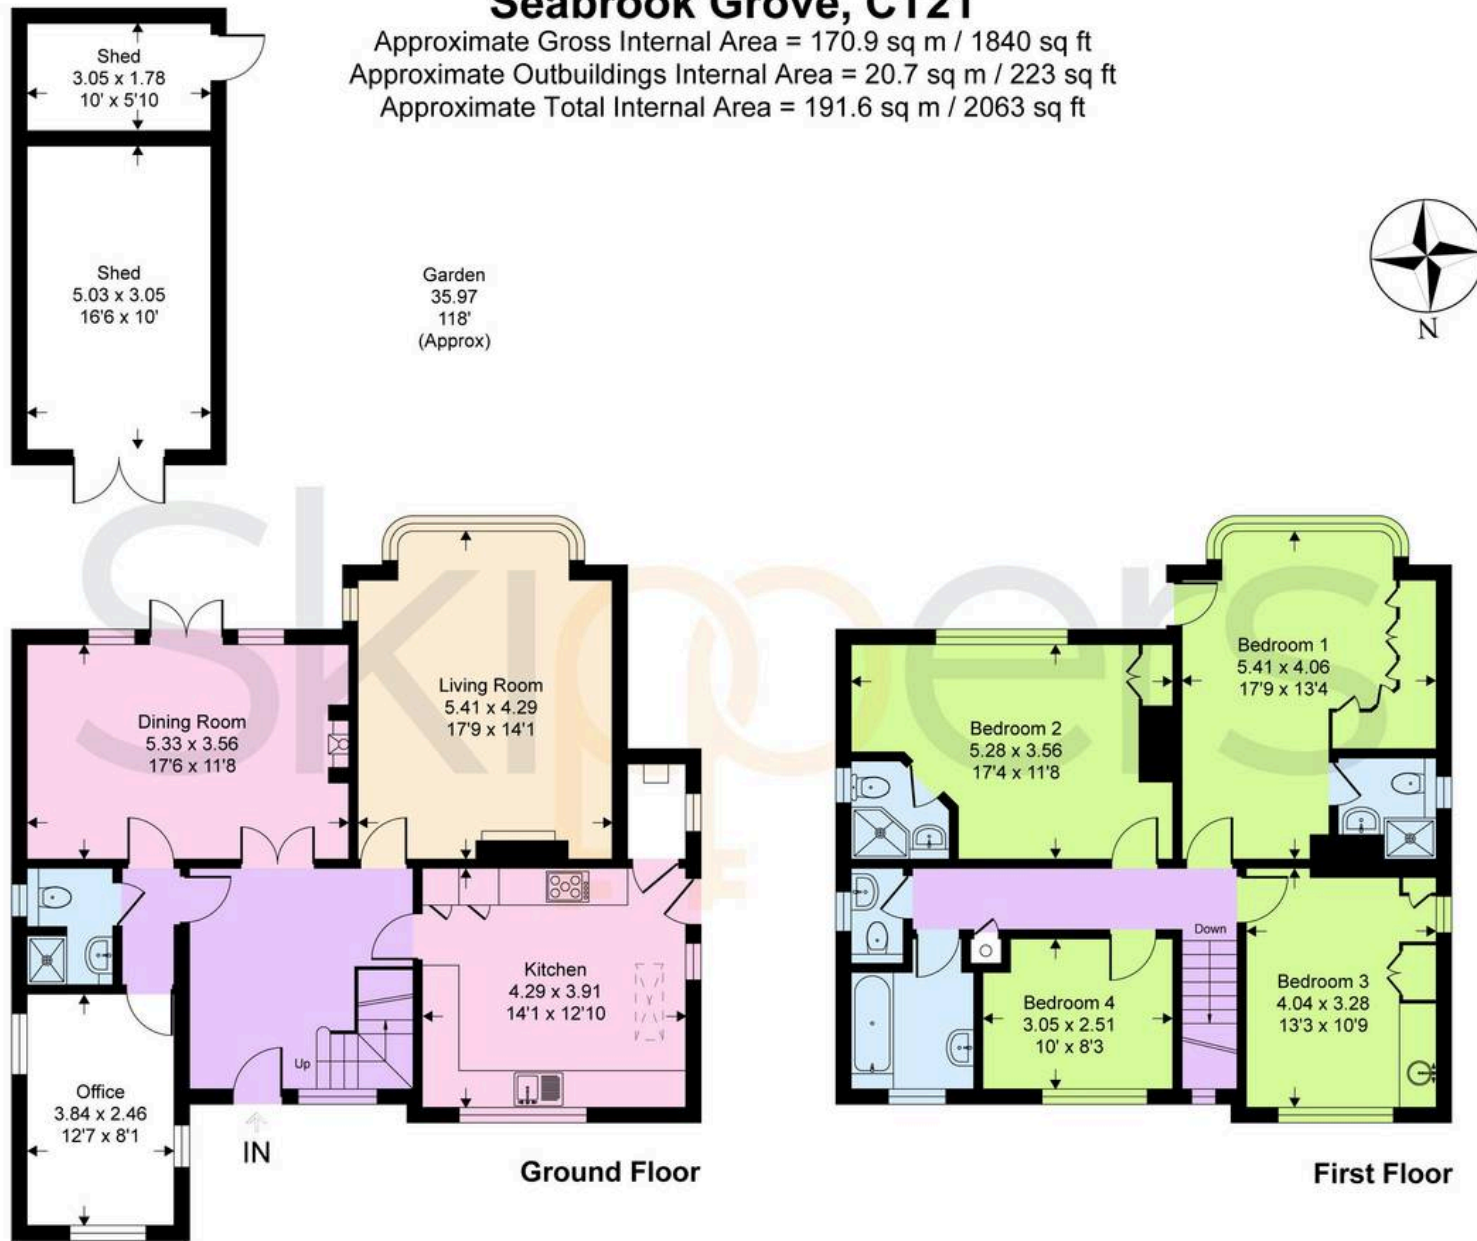 Seabrook Grove, CT21
Approximate Gross Internal Area = 170.9 sq m / 1840 sq ft
Approximate Outbuildings Internal Area = 20.7 sq m / 223 sq ft
Approximate Total Internal Area = 191.6 sq m / 2063 sq ft
Shed
3.05 x 1.78
10' x 5'10
Shed
5.03 x 3.05
16'6 x 10'
Garden
35.97
118'
(Approx)
N
Skippers
Dining Room
5.33 x 3.56
17'6 x 11'8
Living Room
5.41 x 4.29
17'9 x 14'1
Kitchen
4.29 x 3.91
14'1 x 12'10
Up
Office
3.84 x 2.46
12'7 x 8'1
IN
Ground Floor
Bedroom 1
5.41 x 4.06
17'9 x 13'4
Bedroom 2
5.28 x 3.56
17'4 x 11'8
Down
Bedroom 3
4.04 x 3.28
13'3 x 10'9
Bedroom 4
3.05 x 2.51
10' x 8'3
First Floor